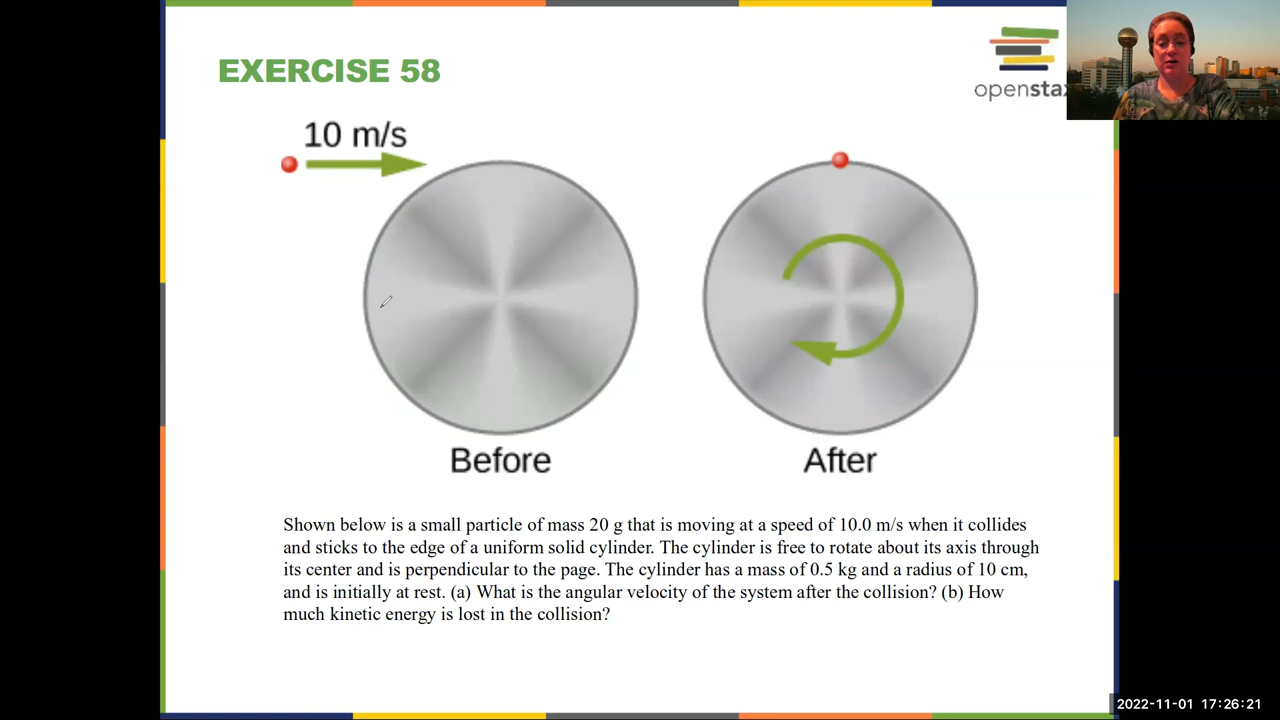 EXERCISE 58
openstax
10 m/s
Before
After
Shown below is a small particle of mass 20 g that is moving at a speed of 10.0 m/s when it collides
and sticks to the edge of a uniform solid cylinder. The cylinder is free to rotate about its axis through
its center and is perpendicular to the page. The cylinder has a mass of 0.5 kg and a radius of 10 cm,
and is initially at rest. (a) What is the angular velocity of the system after the collision? (b) How
much kinetic energy is lost in the collision?
2022-11-01 17:26:21